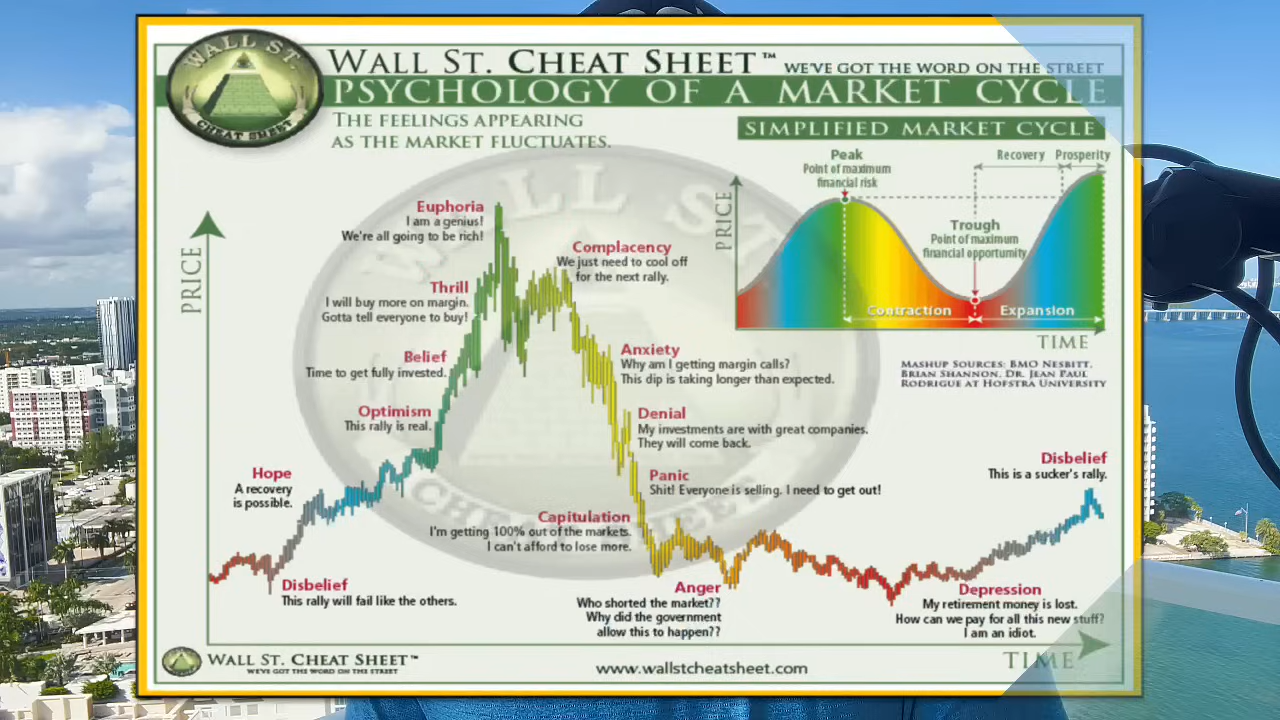 WALL ST.
CHEAT SHEET
WALL ST. CHEAT SHEET™ WE'VE GOT THE WORD ON THE STREET
PSYCHOLOGY OF A MARKET CYCLE
THE FEELINGS APPEARING
AS THE MARKET FLUCTUATES.
SIMPLIFIED MARKET CYCLE
Peak
Point of maximum
financial risk
Recovery Prosperity
PRICE
Trough
Point of maximum
financial opportunity
Contraction
Expansion
TIME
MASHUP SOURCES: BMO NESBITT,
BRIAN SHANNON, DR. JEAN PAUL
RODRIGUE AT HOFSTRA UNIVERSITY
PRICE
Euphoria
I am a genius!
We're all going to be rich!
Complacency
We just need to cool off
for the next rally.
Thrill
I will buy more on margin.
Gotta tell everyone to buy!
Belief
Time to get fully invested.
Anxiety
Why am I getting margin calls?
This dip is taking longer than expected.
Optimism
This rally is real.
Denial
My investments are with great companies.
They will come back.
Hope
A recovery
is possible.
Panic
Shit! Everyone is selling. I need to get out!
Disbelief
This is a sucker's rally.
Capitulation
I'm getting 100% out of the markets.
I can't afford to lose more.
Disbelief
This rally will fail like the others.
Anger
Who shorted the market??
Why did the government
allow this to happen??
Depression
My retirement money is lost.
How can we pay for all this new stuff?
I am an idiot.
TIME
WALL ST. CHEAT SHEET™
WE'VE GOT THE WORD ON THE STREET
www.wallstcheatsheet.com
WALL ST.
CHEAT SHEET